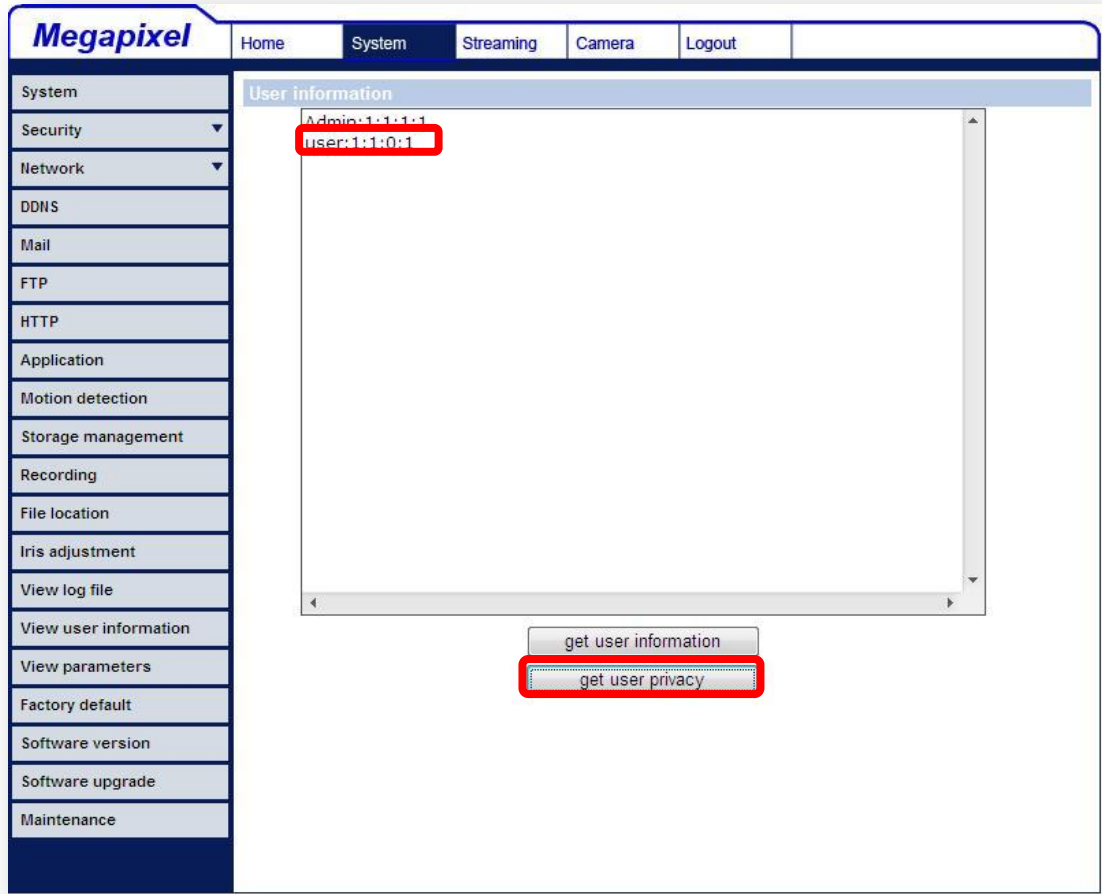 Megapixel
Home System Streaming Camera Logout
System
Security
Network
DDNS
Mail
FTP
HTTP
Application
Motion detection
Storage management
Recording
File location
Iris adjustment
View log file
View user information
View parameters
Factory default
Software version
Software upgrade
Maintenance
User information
Admin:1:1:1:1
user:1:1:0:1
get user information
get user privacy